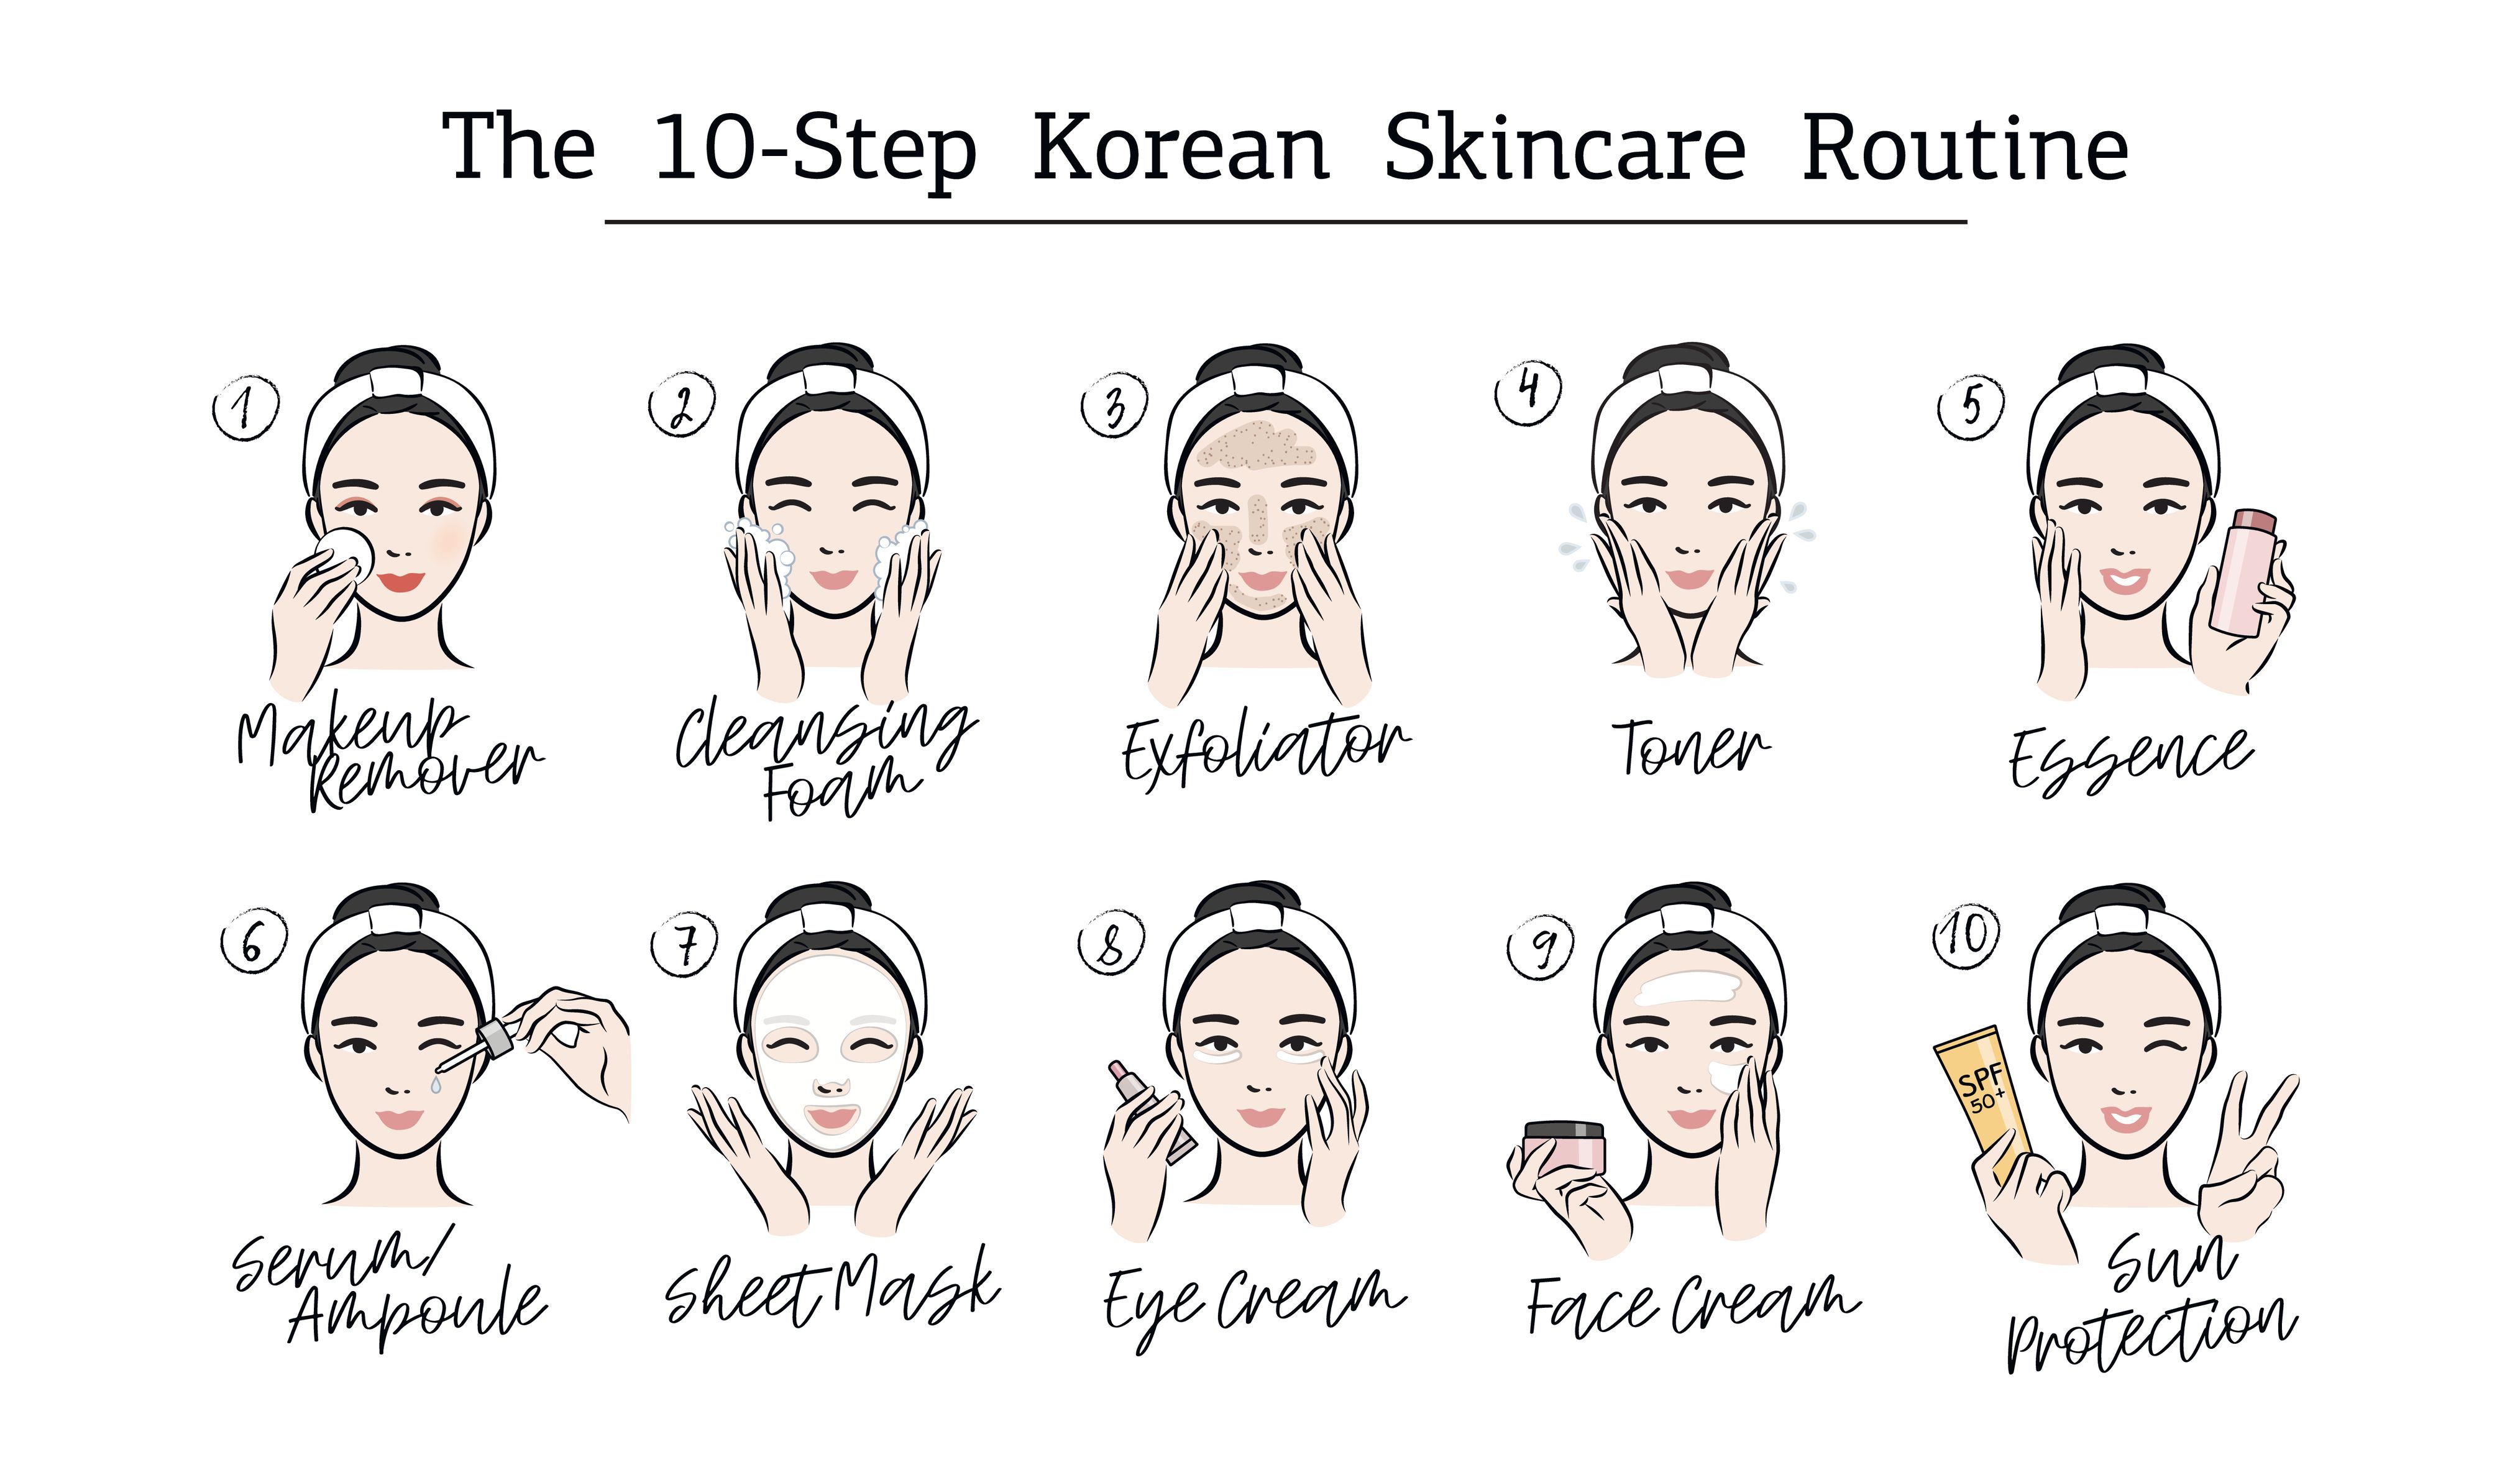 The 10-Step Korean Skincare Routine
1
Makeup
Remover
2
Cleansing
Foam
3
Exfoliator
4
Toner
5
Essence
6
Serum/
Ampoule
7
Sheet Mask
8
Eye Cream
9
Face Cream
10
SPF
50+
Sun
Protection